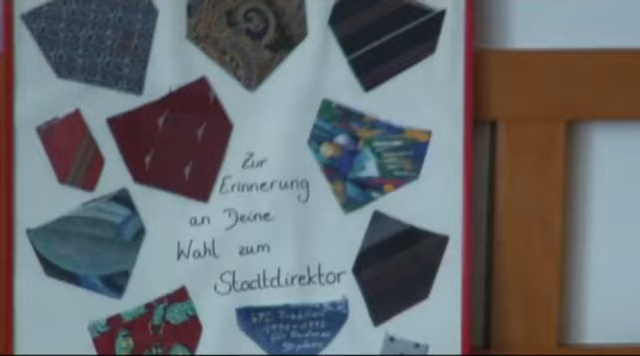 Zur
Erinnerung
an Deine
Wahl zum
Stadtdirektor